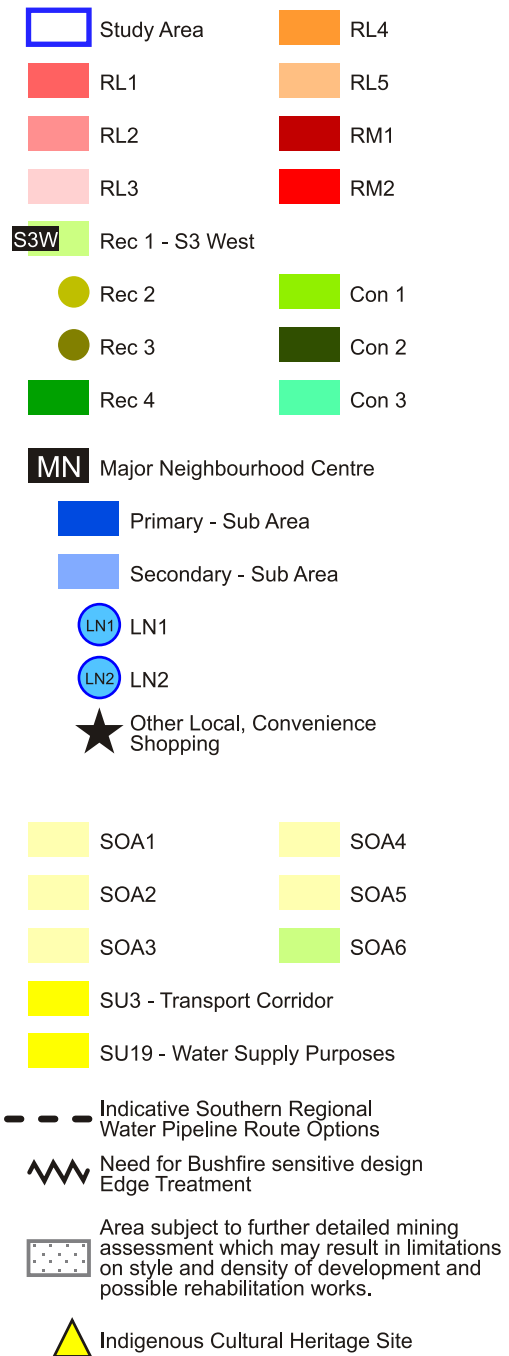 Study Area
RL4
RL1
RL5
RL2
RM1
RL3
RM2
S3W Rec 1 - S3 West
Rec 2
Con 1
Rec 3
Con 2
Rec 4
Con 3
MN Major Neighbourhood Centre
Primary - Sub Area
Secondary - Sub Area
LN1 LN1
LN2 LN2
Other Local, Convenience
Shopping
SOA1
SOA4
SOA2
SOA5
SOA3
SOA6
SU3 - Transport Corridor
SU19 - Water Supply Purposes
Indicative Southern Regional
Water Pipeline Route Options
Need for Bushfire sensitive design
Edge Treatment
Area subject to further detailed mining
assessment which may result in limitations
on style and density of development and
possible rehabilitation works.
Indigenous Cultural Heritage Site